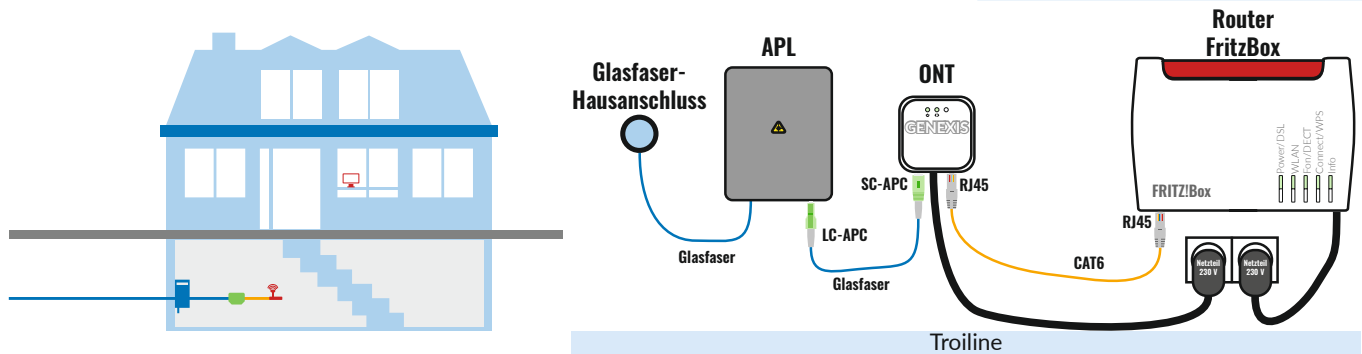 Router
FritzBox
APL
ONT
Glasfaser-
Hausanschluss
GENEXIS
Power/DSL
WLAN
Fon/DECT
Connect/WPS
Info
FRITZ!Box
SC-APC
RJ45
RJ45
LC-APC
Glasfaser
Glasfaser
CAT6
Netzteil
230 V
Netzteil
230 V
Troiline